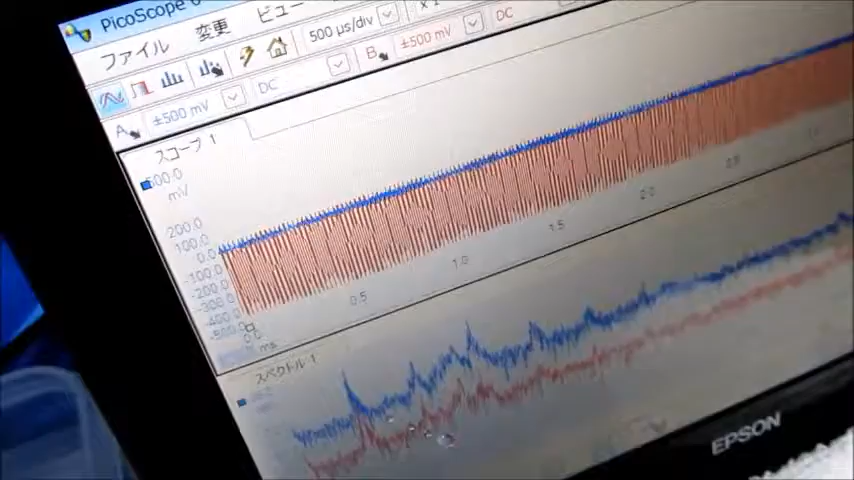 PicoScope 6
ファイル 変更 ビュー
500 µs/div x 1
±500 mV DC B ±500 mV DC
A
スコープ 1
500.0
mV
200.0
100.0
0.0
-100.0
-200.0
-300.0
-400.0
-500.0
0.0 0.5 1.0 1.5 2.0
ms
スペクトル 1
EPSON